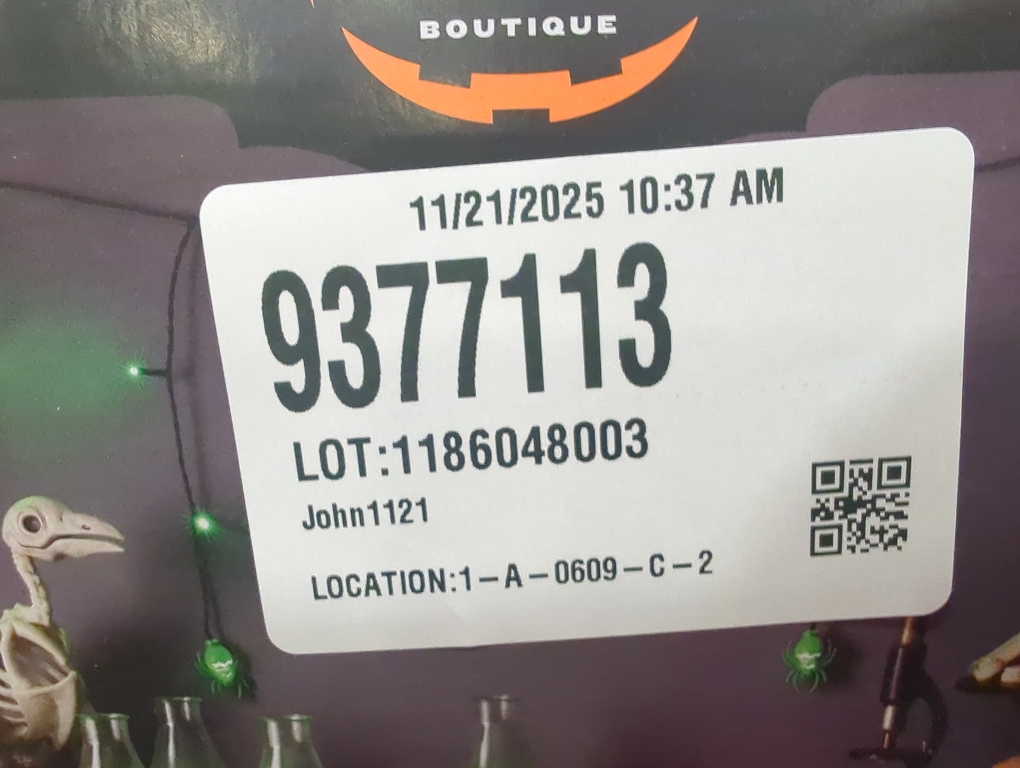 BOUTIQUE
11/21/2025 10:37 AM
9377113
LOT:1186048003
John1121
LOCATION:1-A-0609-C-2